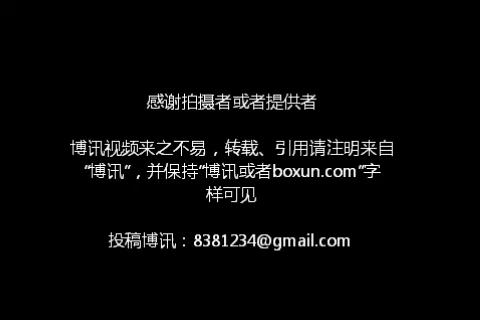 感谢拍摄者或者提供者
博讯视频来之不易，转载、引用请注明来自
“博讯”，并保持“博讯或者boxun.com”字
样可见
投稿博讯：8381234@gmail.com